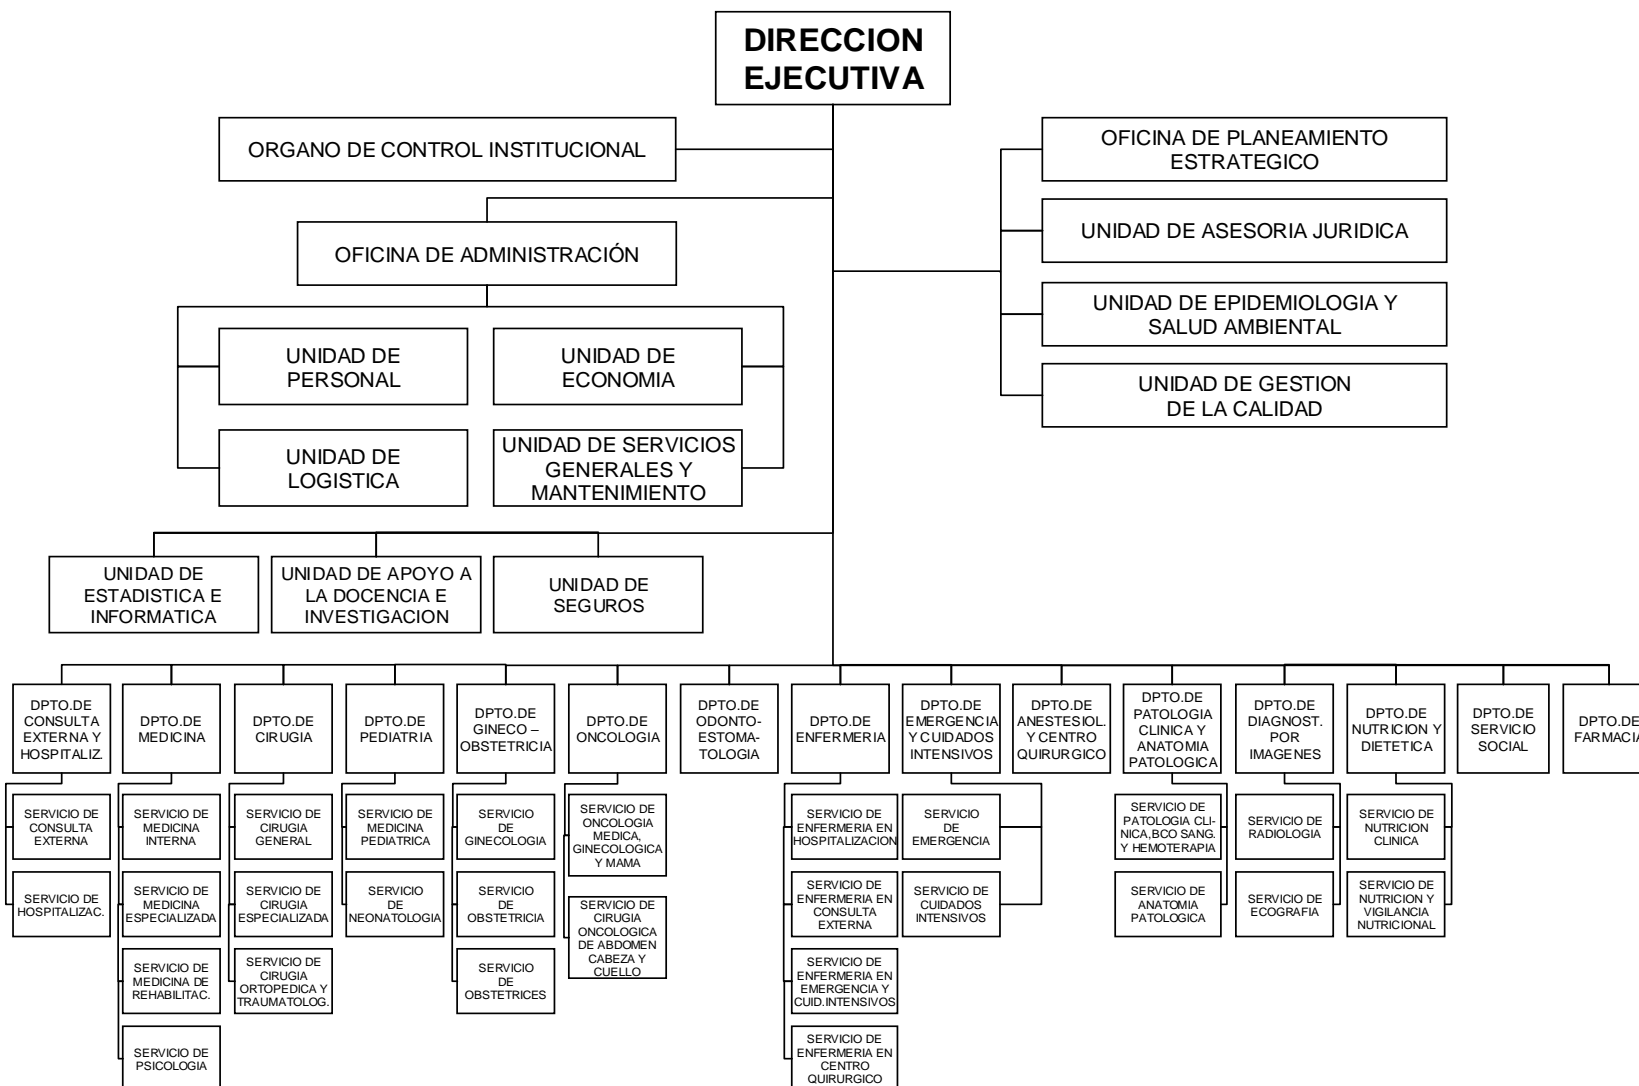 DIRECCION
EJECUTIVA
ORGANO DE CONTROL INSTITUCIONAL
OFICINA DE PLANEAMIENTO
ESTRATEGICO
UNIDAD DE ASESORIA JURIDICA
OFICINA DE ADMINISTRACIÓN
UNIDAD DE EPIDEMIOLOGIA Y
SALUD AMBIENTAL
UNIDAD DE GESTION
DE LA CALIDAD
UNIDAD DE
PERSONAL
UNIDAD DE
ECONOMIA
UNIDAD DE
LOGISTICA
UNIDAD DE SERVICIOS
GENERALES Y
MANTENIMIENTO
UNIDAD DE
ESTADISTICA E
INFORMATICA
UNIDAD DE APOYO A
LA DOCENCIA E
INVESTIGACION
UNIDAD DE
SEGUROS
DPTO.DE
CONSULTA
EXTERNA Y
HOSPITALIZ.
DPTO.DE
MEDICINA
DPTO.DE
CIRUGIA
DPTO.DE
PEDIATRIA
DPTO.DE
GINECO –
OBSTETRICIA
DPTO.DE
ONCOLOGIA
DPTO.DE
ODONTO-
ESTOMA-
TOLOGIA
DPTO.DE
ENFERMERIA
DPTO.DE
EMERGENCIA
Y CUIDADOS
INTENSIVOS
DPTO.DE
ANESTESIOL.
Y CENTRO
QUIRURGICO
DPTO.DE
PATOLOGIA
CLINICA Y
ANATOMIA
PATOLOGICA
DPTO.DE
DIAGNOST.
POR
IMAGENES
DPTO.DE
NUTRICION Y
DIETETICA
DPTO.DE
SERVICIO
SOCIAL
DPTO.DE
FARMACIA
SERVICIO DE
CONSULTA
EXTERNA
SERVICIO DE
HOSPITALIZAC.
SERVICIO DE
MEDICINA
INTERNA
SERVICIO DE
MEDICINA
ESPECIALIZADA
SERVICIO DE
MEDICINA DE
REHABILITAC.
SERVICIO DE
PSICOLOGIA
SERVICIO DE
CIRUGIA
GENERAL
SERVICIO DE
CIRUGIA
ESPECIALIZADA
SERVICIO DE
CIRUGIA
ORTOPEDICA Y
TRAUMATOLOG.
SERVICIO DE
MEDICINA
PEDIATRICA
SERVICIO
DE
NEONATOLOGIA
SERVICIO
DE
GINECOLOGIA
SERVICIO
DE
OBSTETRICIA
SERVICIO
DE
OBSTETRICES
SERVICIO DE
ONCOLOGIA
MEDICA,
GINECOLOGICA
Y MAMA
SERVICIO DE
CIRUGIA
ONCOLOGICA
DE ABDOMEN
CABEZA Y
CUELLO
SERVICIO DE
ENFERMERIA EN
HOSPITALIZACION
SERVICIO DE
ENFERMERIA EN
CONSULTA
EXTERNA
SERVICIO DE
ENFERMERIA EN
EMERGENCIA Y
CUID.INTENSIVOS
SERVICIO DE
ENFERMERIA EN
CENTRO
QUIRURGICO
SERVICIO
DE
EMERGENCIA
SERVICIO DE
CUIDADOS
INTENSIVOS
SERVICIO DE
PATOLOGIA CLI-
NICA,BCO SANG.
Y HEMOTERAPIA
SERVICIO DE
ANATOMIA
PATOLOGICA
SERVICIO DE
RADIOLOGIA
SERVICIO DE
ECOGRAFIA
SERVICIO DE
NUTRICION
CLINICA
SERVICIO DE
NUTRICION Y
VIGILANCIA
NUTRICIONAL